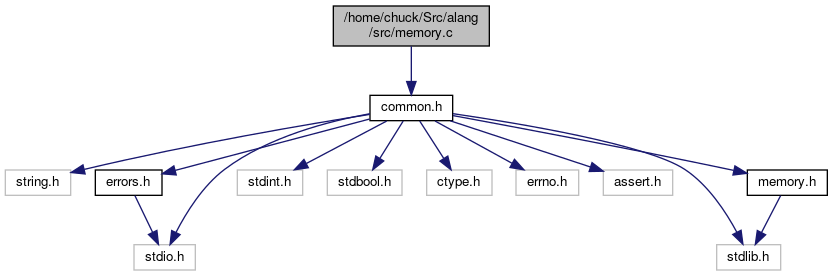 /home/chuck/Src/alang
/src/memory.c
common.h
string.h
errors.h
stdint.h
stdbool.h
ctype.h
errno.h
assert.h
memory.h
stdio.h
stdlib.h